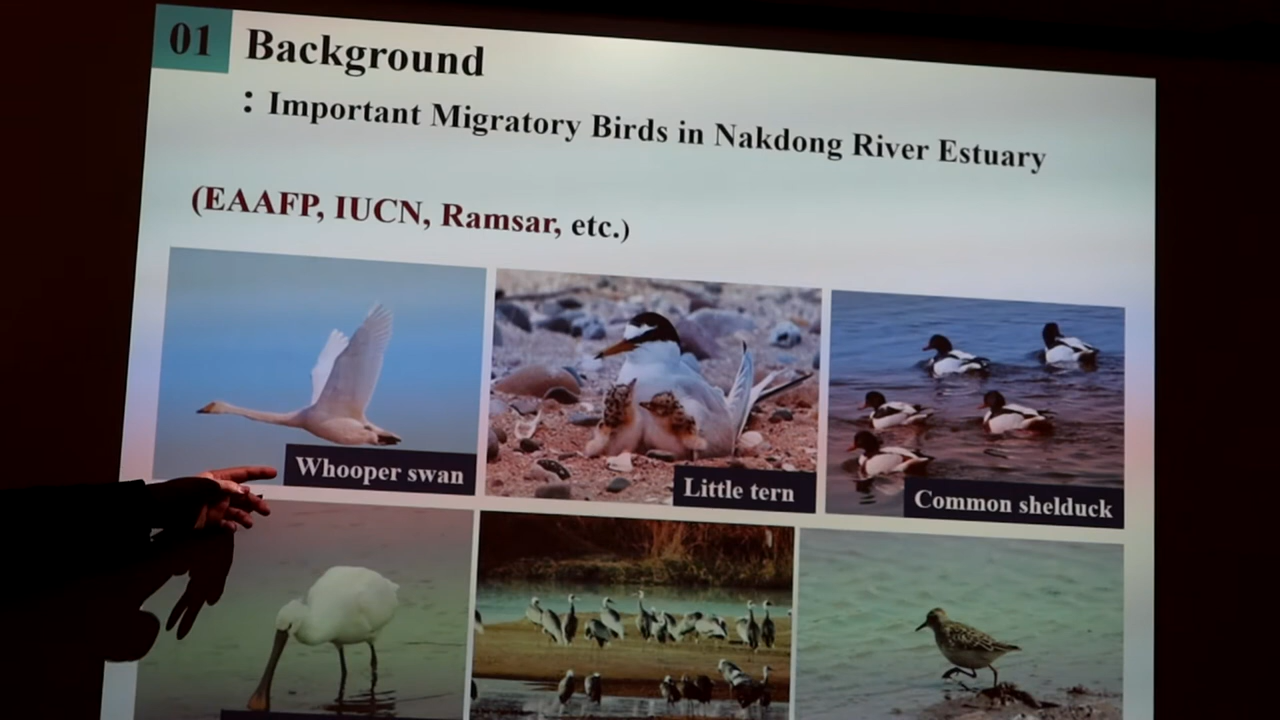 01 Background
: Important Migratory Birds in Nakdong River Estuary
(EAAFP, IUCN, Ramsar, etc.)
Whooper swan
Little tern
Common shelduck